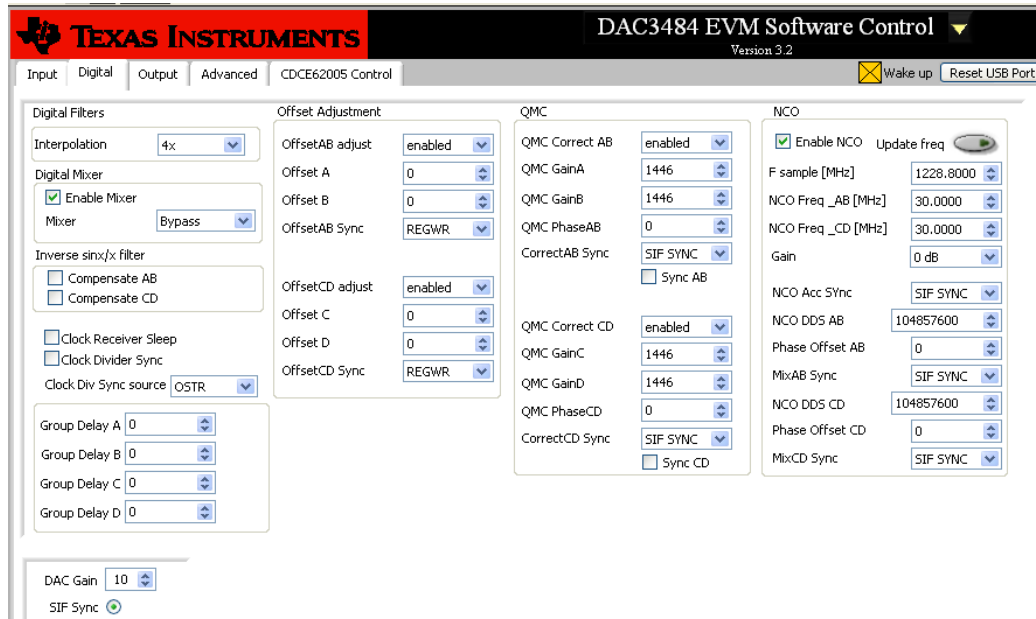 TEXAS INSTRUMENTS
DAC3484 EVM Software Control
Version 3.2
Input Digital Output Advanced CDCE62005 Control
Wake up Reset USB Port
Digital Filters
Interpolation 4x
Digital Mixer
Enable Mixer
Mixer Bypass
Inverse sinx/x filter
Compensate AB
Compensate CD
Clock Receiver Sleep
Clock Divider Sync
Clock Div Sync source OSTR
Group Delay A 0
Group Delay B 0
Group Delay C 0
Group Delay D 0
Offset Adjustment
OffsetAB adjust enabled
Offset A 0
Offset B 0
OffsetAB Sync REGWR
OffsetCD adjust enabled
Offset C 0
Offset D 0
OffsetCD Sync REGWR
QMC
QMC Correct AB enabled
QMC GainA 1446
QMC GainB 1446
QMC PhaseAB 0
CorrectAB Sync SIF SYNC
Sync AB
QMC Correct CD enabled
QMC GainC 1446
QMC GainD 1446
QMC PhaseCD 0
CorrectCD Sync SIF SYNC
Sync CD
NCO
Enable NCO Update freq
F sample [MHz] 1228.8000
NCO Freq _AB [MHz] 30.0000
NCO Freq _CD [MHz] 30.0000
Gain 0 dB
NCO Acc SYnc SIF SYNC
NCO DDS AB 104857600
Phase Offset AB 0
MixAB Sync SIF SYNC
NCO DDS CD 104857600
Phase Offset CD 0
MixCD Sync SIF SYNC
DAC Gain 10
SIF Sync